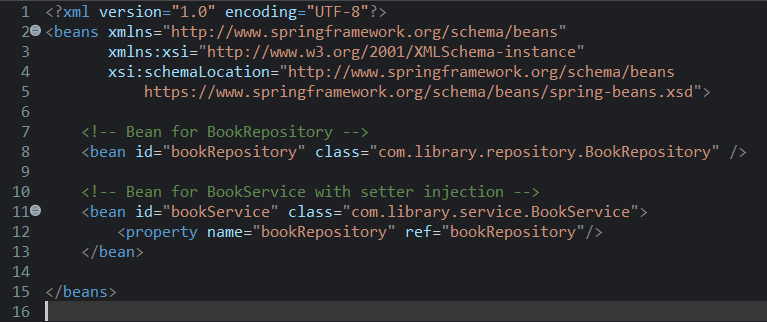 1 <?xml version="1.0" encoding="UTF-8"?>
2 <beans xmlns="http://www.springframework.org/schema/beans"
3        xmlns:xsi="http://www.w3.org/2001/XMLSchema-instance"
4        xsi:schemaLocation="http://www.springframework.org/schema/beans
5            https://www.springframework.org/schema/beans/spring-beans.xsd">
6
7     <!-- Bean for BookRepository -->
8     <bean id="bookRepository" class="com.library.repository.BookRepository" />
9
10     <!-- Bean for BookService with setter injection -->
11     <bean id="bookService" class="com.library.service.BookService">
12         <property name="bookRepository" ref="bookRepository"/>
13     </bean>
14
15 </beans>
16